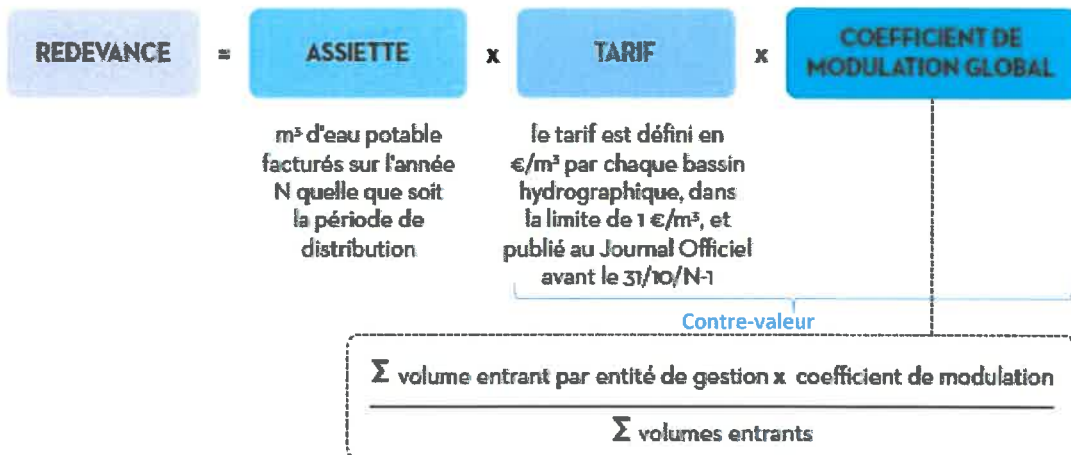 REDEVANCE = ASSIETTE x TARIF x COEFFICIENT DE
MODULATION GLOBAL
m³ d'eau potable
facturés sur l'année
N quelle que soit
la période de
distribution
le tarif est défini en
€/m³ par chaque bassin
hydrographique, dans
la limite de 1 €/m³, et
publié au Journal Officiel
avant le 31/10/N-1
Contre-valeur
Σ volume entrant par entité de gestion x coefficient de modulation
Σ volumes entrants